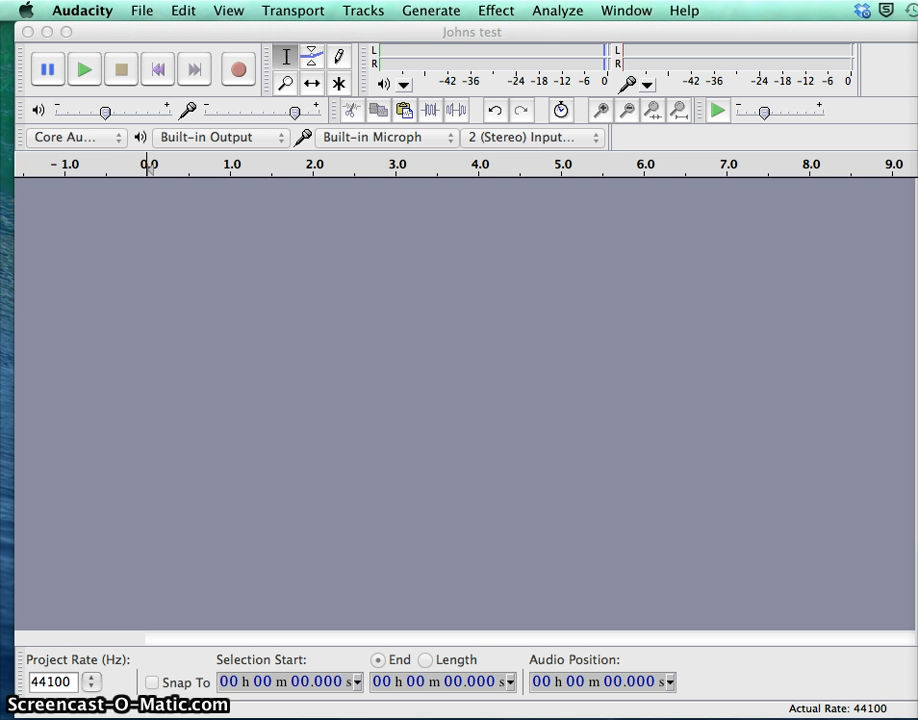 Audacity File Edit View Transport Tracks Generate Effect Analyze Window Help
Johns test
L
R
-42 -36 -24 -18 -12 -6 0
L
R
-42 -36 -24 -18 -12 -6 0
- + - + - +
Core Au... Built-in Output Built-in Microph 2 (Stereo) Input...
- 1.0 0.0 1.0 2.0 3.0 4.0 5.0 6.0 7.0 8.0 9.0
Project Rate (Hz): Selection Start: End Length Audio Position:
44100 Snap To 00 h 00 m 00.000 s 00 h 00 m 00.000 s 00 h 00 m 00.000 s
Screencast-O-Matic.com
Actual Rate: 44100